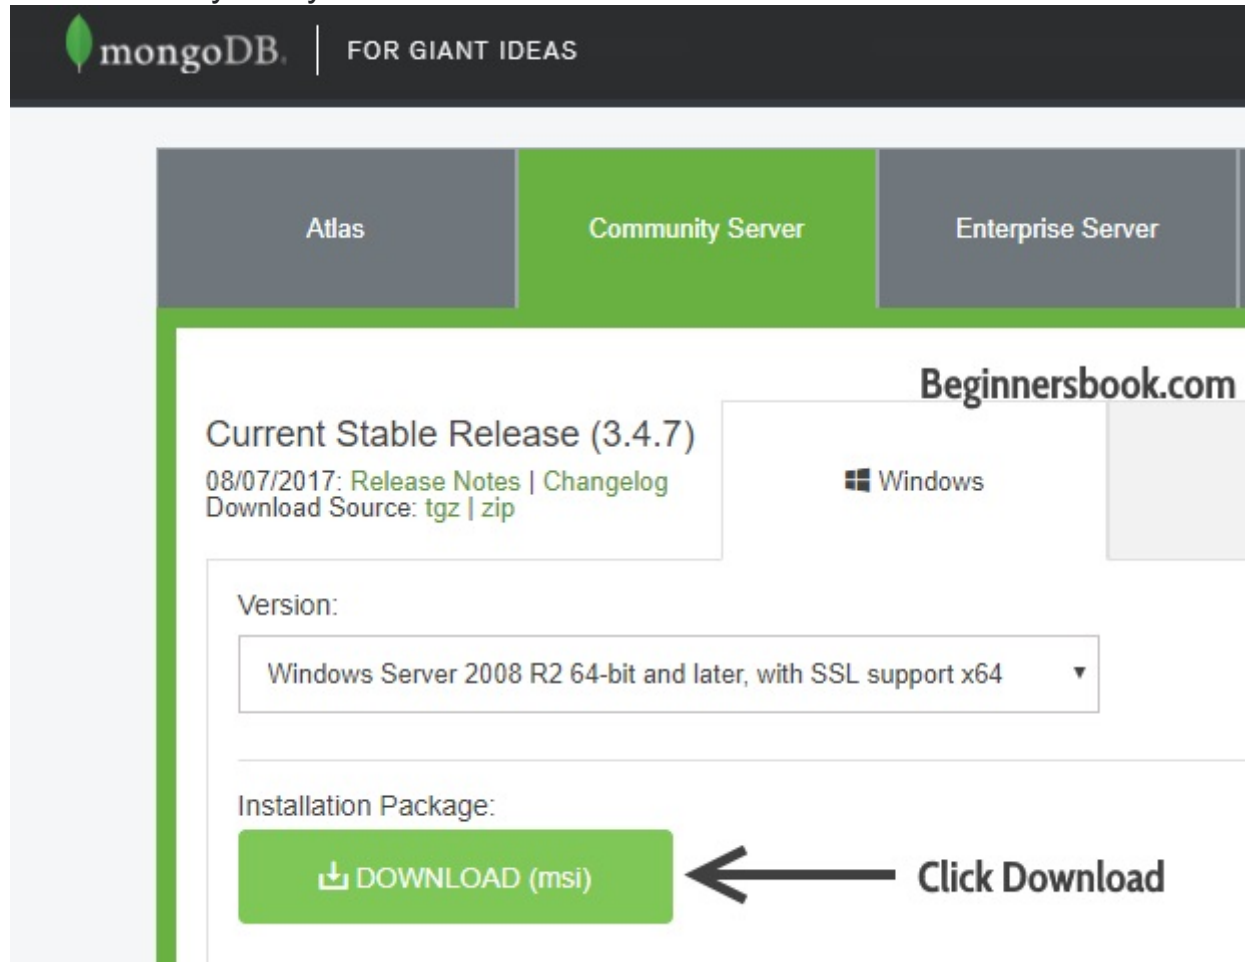 mongoDB. FOR GIANT IDEAS
Atlas Community Server Enterprise Server
Beginnersbook.com
Current Stable Release (3.4.7)
08/07/2017: Release Notes | Changelog
Windows
Download Source: tgz | zip
Version:
Windows Server 2008 R2 64-bit and later, with SSL support x64
Installation Package:
DOWNLOAD (msi)
Click Download